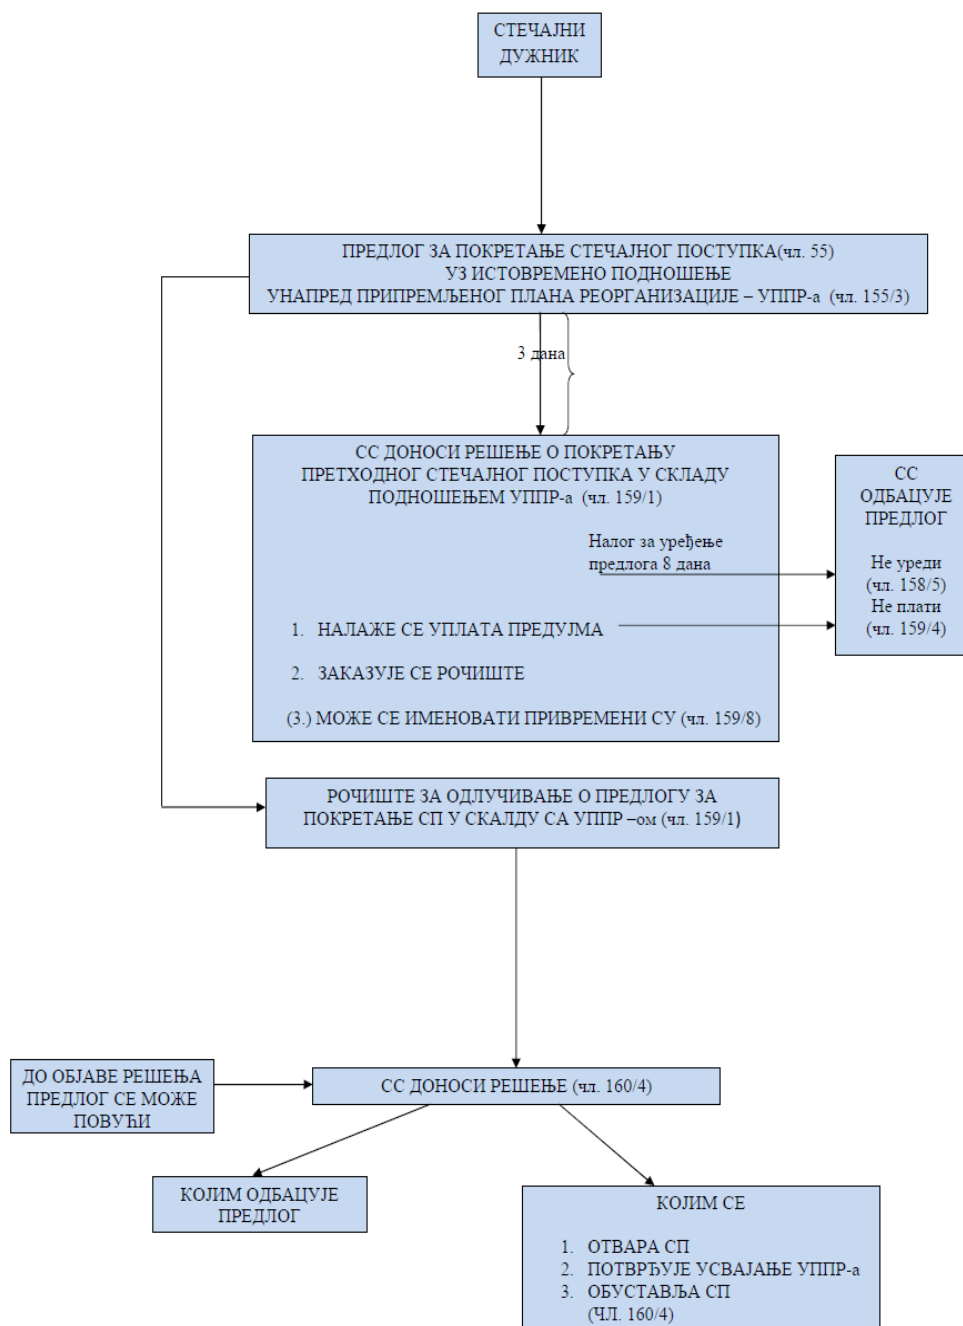 СТЕЧАЈНИ
ДУЖНИК
ПРЕДЛОГ ЗА ПОКРЕТАЊЕ СТЕЧАЈНОГ ПОСТУПКА(чл. 55)
УЗ ИСТОВРЕМЕНО ПОДНОШЕЊЕ
УНАПРЕД ПРИПРЕМЉЕНОГ ПЛАНА РЕОРГАНИЗАЦИЈЕ – УППР-а (чл. 155/3)
3 дана
СС ДОНОСИ РЕШЕЊЕ О ПОКРЕТАЊУ
ПРЕТХОДНОГ СТЕЧАЈНОГ ПОСТУПКА У СКЛАДУ
ПОДНОШЕЊЕМ УППР-а (чл. 159/1)
Налог за уређење
предлога 8 дана
1. НАЛАЖЕ СЕ УПЛАТА ПРЕДУЈМА
2. ЗАКАЗУЈЕ СЕ РОЧИШТЕ
(3.) МОЖЕ СЕ ИМЕНОВАТИ ПРИВРЕМЕНИ СУ (чл. 159/8)
СС
ОДБАЦУЈЕ
ПРЕДЛОГ
Не уреди
(чл. 158/5)
Не плати
(чл. 159/4)
РОЧИШТЕ ЗА ОДЛУЧИВАЊЕ О ПРЕДЛОГУ ЗА
ПОКРЕТАЊЕ СП У СКАЛДУ СА УППР –ом (чл. 159/1)
ДО ОБЈАВЕ РЕШЕЊА
ПРЕДЛОГ СЕ МОЖЕ
ПОВУЋИ
СС ДОНОСИ РЕШЕЊЕ (чл. 160/4)
КОЈИМ ОДБАЦУЈЕ
ПРЕДЛОГ
КОЈИМ СЕ
1. ОТВАРА СП
2. ПОТВРЂУЈЕ УСВАЈАЊЕ УППР-а
3. ОБУСТАВЉА СП
(ЧЛ. 160/4)